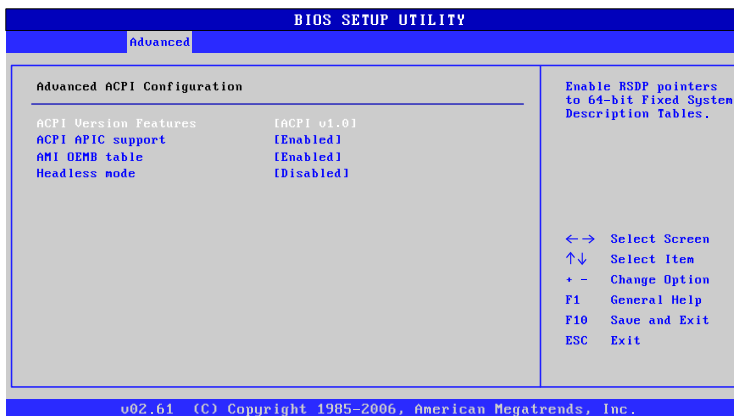 BIOS SETUP UTILITY
Advanced
Advanced ACPI Configuration
ACPI Version Features [ACPI v1.0]
ACPI APIC support [Enabled]
AMI OEMB table [Enabled]
Headless mode [Disabled]
Enable RSDP pointers
to 64-bit Fixed System
Description Tables.
←→ Select Screen
↑↓ Select Item
+ - Change Option
F1 General Help
F10 Save and Exit
ESC Exit
v02.61 (C) Copyright 1985-2006, American Megatrends, Inc.